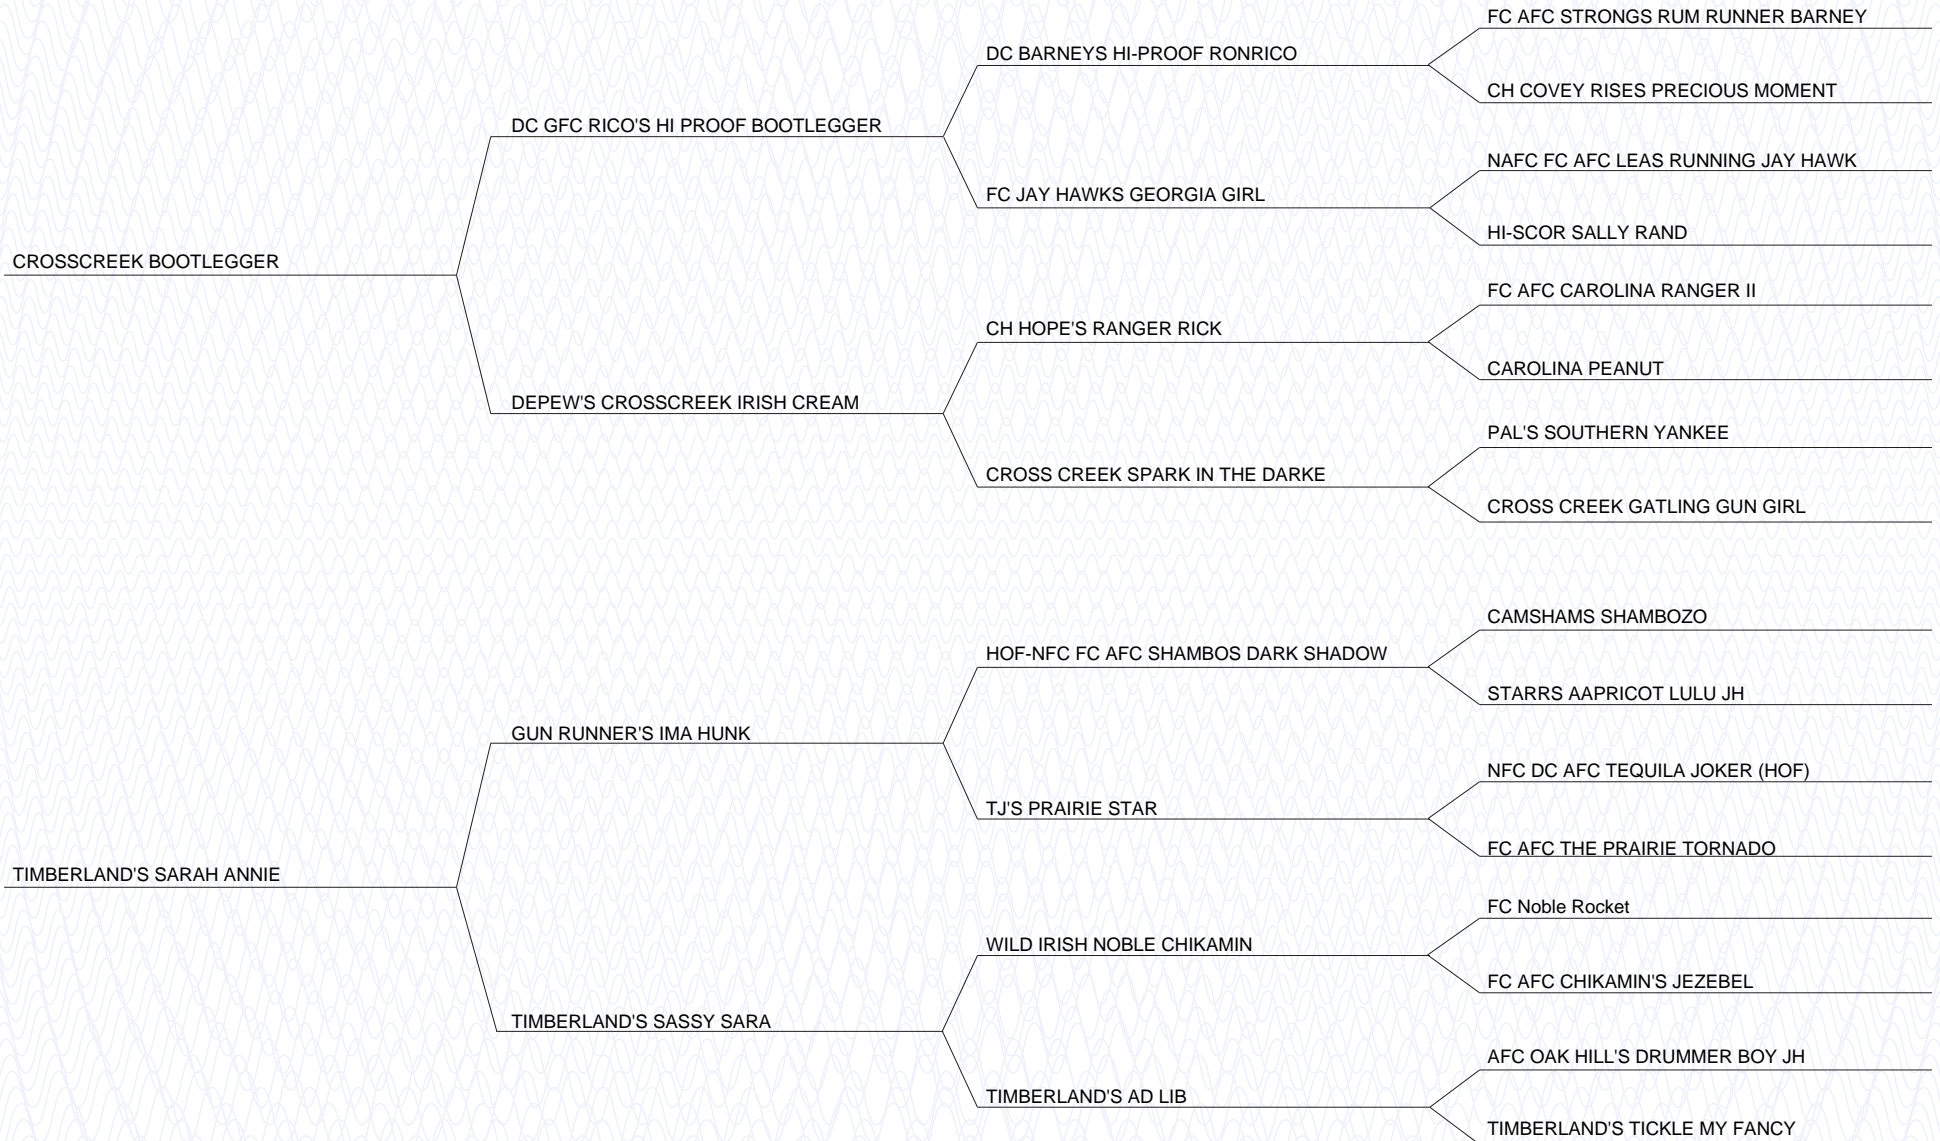 FC AFC STRONGS RUM RUNNER BARNEY
DC BARNEYS HI-PROOF RONRICO
CH COVEY RISES PRECIOUS MOMENT
DC GFC RICO'S HI PROOF BOOTLEGGER
NAFC FC AFC LEAS RUNNING JAY HAWK
FC JAY HAWKS GEORGIA GIRL
HI-SCOR SALLY RAND
CROSSCREEK BOOTLEGGER
FC AFC CAROLINA RANGER II
CH HOPE'S RANGER RICK
CAROLINA PEANUT
DEPEW'S CROSSCREEK IRISH CREAM
PAL'S SOUTHERN YANKEE
CROSS CREEK SPARK IN THE DARKE
CROSS CREEK GATLING GUN GIRL
CAMSHAMS SHAMBOZO
HOF-NFC FC AFC SHAMBOS DARK SHADOW
STARRS AAPRICOT LULU JH
GUN RUNNER'S IMA HUNK
NFC DC AFC TEQUILA JOKER (HOF)
TJ'S PRAIRIE STAR
FC AFC THE PRAIRIE TORNADO
TIMBERLAND'S SARAH ANNIE
FC Noble Rocket
WILD IRISH NOBLE CHIKAMIN
FC AFC CHIKAMIN'S JEZEBEL
TIMBERLAND'S SASSY SARA
AFC OAK HILL'S DRUMMER BOY JH
TIMBERLAND'S AD LIB
TIMBERLAND'S TICKLE MY FANCY